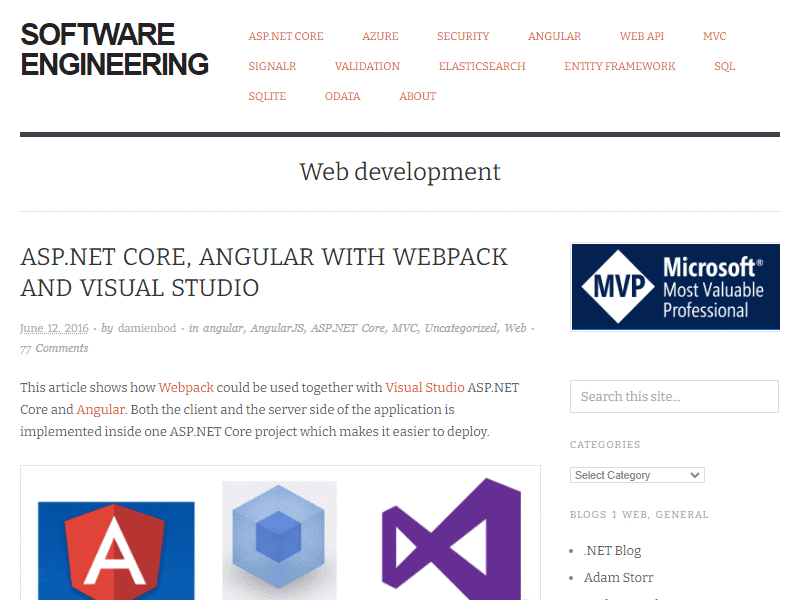 SOFTWARE
ENGINEERING
ASP.NET CORE AZURE SECURITY ANGULAR WEB API MVC
SIGNALR VALIDATION ELASTICSEARCH ENTITY FRAMEWORK SQL
SQLITE ODATA ABOUT
Web development
ASP.NET CORE, ANGULAR WITH WEBPACK
AND VISUAL STUDIO
June 12, 2016 · by damienbod · in angular, AngularJS, ASP.NET Core, MVC, Uncategorized, Web ·
77 Comments
This article shows how Webpack could be used together with Visual Studio ASP.NET
Core and Angular. Both the client and the server side of the application is
implemented inside one ASP.NET Core project which makes it easier to deploy.
A
MVP
Microsoft®
Most Valuable
Professional
Search this site...
CATEGORIES
Select Category
BLOGS 1 WEB, GENERAL
.NET Blog
Adam Storr